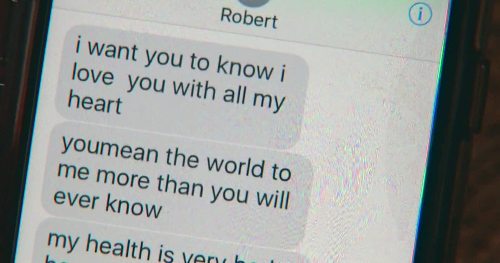 Robert
i want you to know i
love  you with all my
heart
youmean the world to
me more than you will
ever know
my health is very